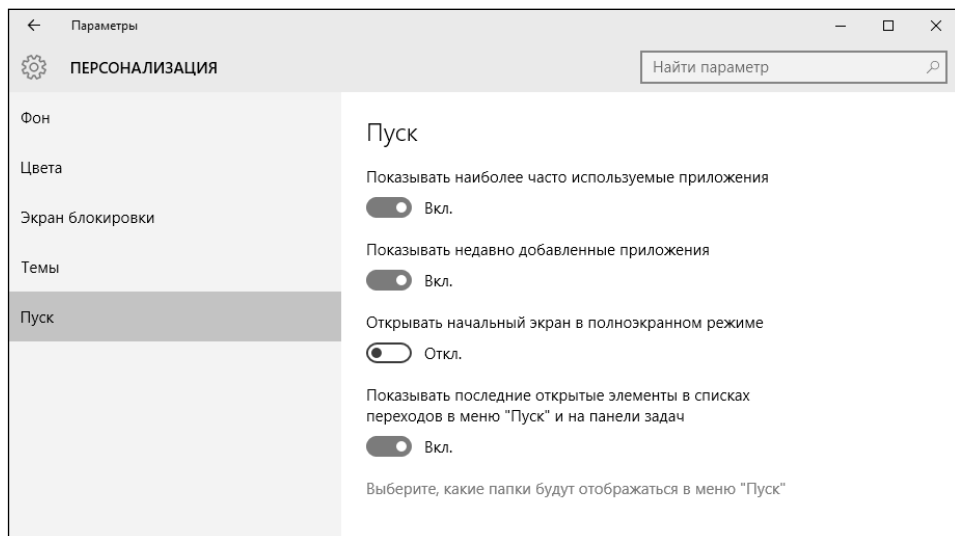 Параметры
ПЕРСОНАЛИЗАЦИЯ
Найти параметр
Фон
Цвета
Экран блокировки
Темы
Пуск
Пуск
Показывать наиболее часто используемые приложения
Вкл.
Показывать недавно добавленные приложения
Вкл.
Открывать начальный экран в полноэкранном режиме
Откл.
Показывать последние открытые элементы в списках
переходов в меню "Пуск" и на панели задач
Вкл.
Выберите, какие папки будут отображаться в меню "Пуск"